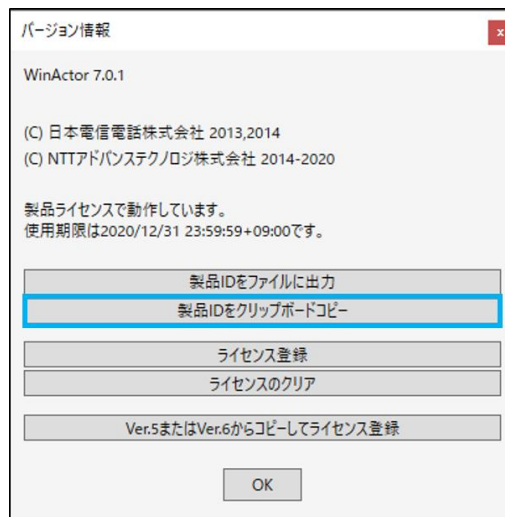 バージョン情報
x
WinActor 7.0.1
(C) 日本電信電話株式会社 2013,2014
(C) NTTアドバンステクノロジ株式会社 2014-2020
製品ライセンスで動作しています。
使用期限は2020/12/31 23:59:59+09:00です。
製品IDをファイルに出力
製品IDをクリップボードコピー
ライセンス登録
ライセンスのクリア
Ver.5またはVer.6からコピーしてライセンス登録
OK